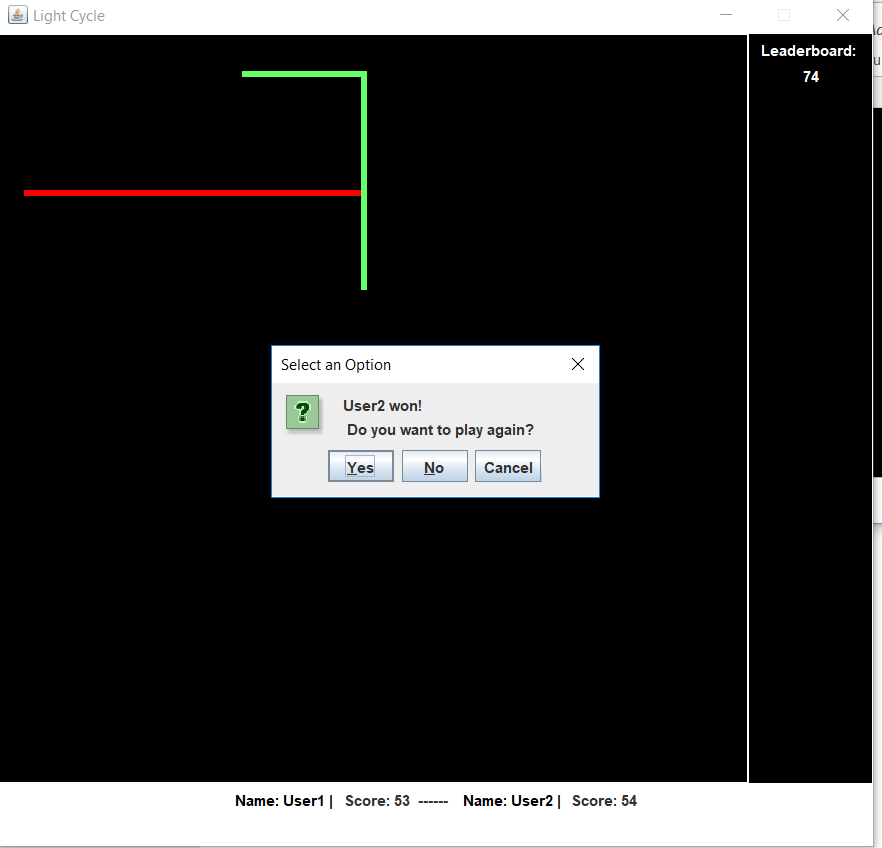 Light Cycle
Leaderboard:
74
Select an Option
?
User2 won!
Do you want to play again?
Yes
No
Cancel
Name: User1 | Score: 53 ------ Name: User2 | Score: 54